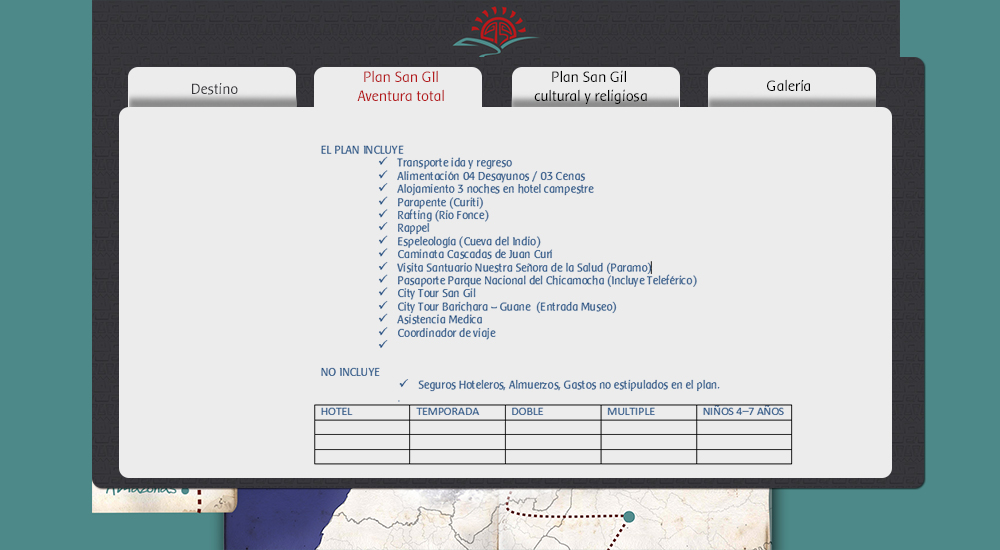 Destino
Plan San GIl
Aventura total
Plan San Gil
cultural y religiosa
Galería
EL PLAN INCLUYE
✓ Transporte ida y regreso
✓ Alimentación 04 Desayunos / 03 Cenas
✓ Alojamiento 3 noches en hotel campestre
✓ Parapente (Curiti)
✓ Rafting (Rio Fonce)
✓ Rappel
✓ Espeleología (Cueva del Indio)
✓ Caminata Cascadas de Juan Curí
✓ Visita Santuario Nuestra Señora de la Salud (Paramo)
✓ Pasaporte Parque Nacional del Chicamocha (Incluye Teleférico)
✓ City Tour San Gil
✓ City Tour Barichara – Guane (Entrada Museo)
✓ Asistencia Medica
✓ Coordinador de viaje
✓
NO INCLUYE
✓ Seguros Hoteleros, Almuerzos, Gastos no estipulados en el plan.
.
HOTEL TEMPORADA DOBLE MULTIPLE NIÑOS 4–7 AÑOS
Amazonas